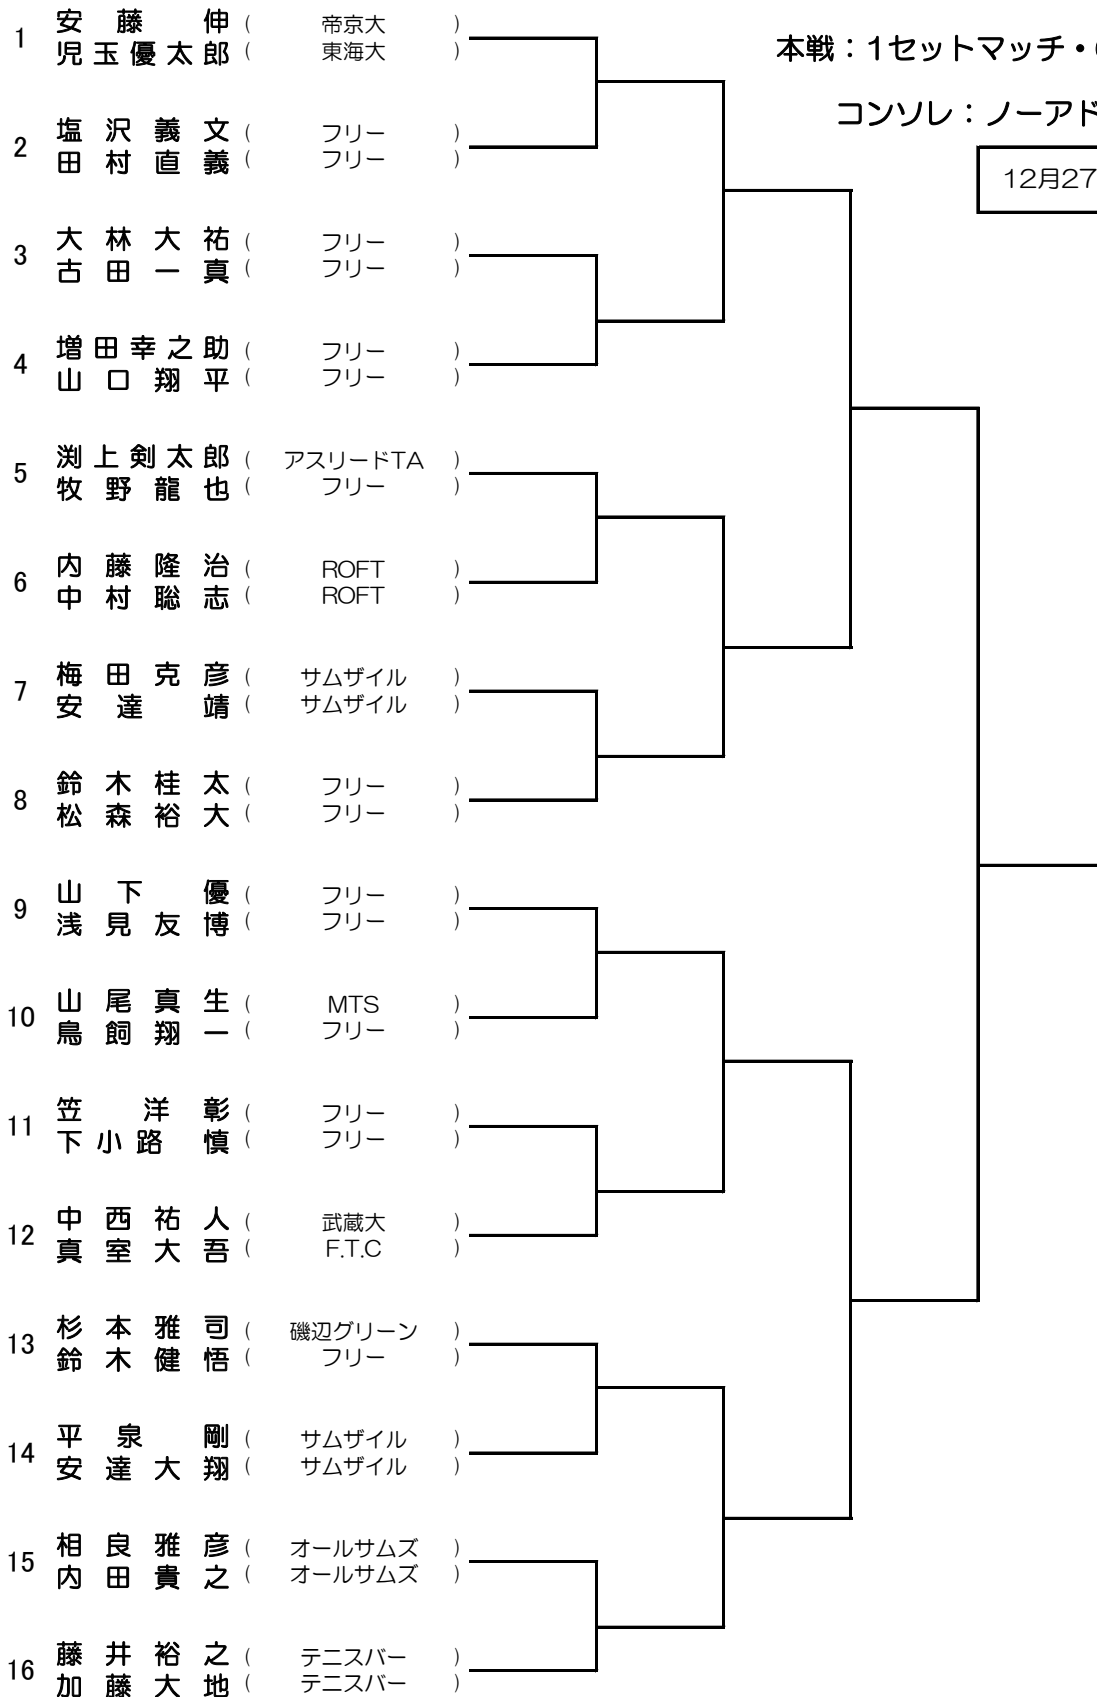 本戦：1セットマッチ・
コンソレ：ノーアド
12月27
1 安藤 伸 ( 帝京大 )
児玉優太郎 ( 東海大 )
2 塩沢義文 ( フリー )
田村直義 ( フリー )
3 大林大祐 ( フリー )
古田一真 ( フリー )
4 増田幸之助 ( フリー )
山口翔平 ( フリー )
5 渕上剣太郎 ( アスリードTA )
牧野龍也 ( フリー )
6 内藤隆治 ( ROFT )
中村聡志 ( ROFT )
7 梅田克彦 ( サムザイル )
安達 靖 ( サムザイル )
8 鈴木桂太 ( フリー )
松森裕大 ( フリー )
9 山下 優 ( フリー )
浅見友博 ( フリー )
10 山尾真生 ( MTS )
鳥飼翔一 ( フリー )
11 笠 洋彰 ( フリー )
下小路 慎 ( フリー )
12 中西祐人 ( 武蔵大 )
真室大吾 ( F.T.C )
13 杉本雅司 ( 磯辺グリーン )
鈴木健悟 ( フリー )
14 平泉 剛 ( サムザイル )
安達大翔 ( サムザイル )
15 相良雅彦 ( オールサムズ )
内田貴之 ( オールサムズ )
16 藤井裕之 ( テニスバー )
加藤大地 ( テニスバー )